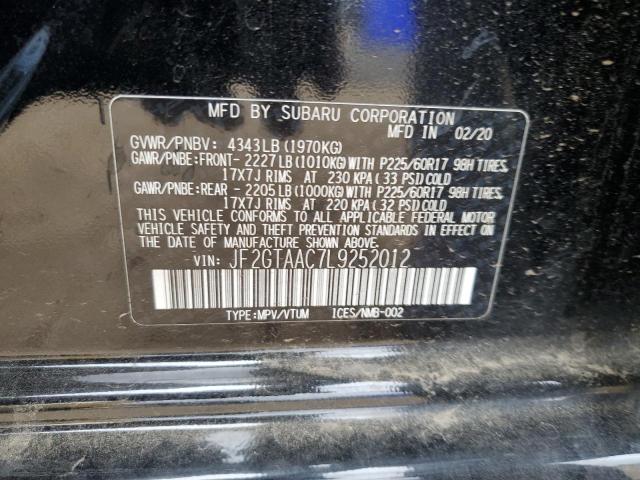 MFD BY SUBARU CORPORATION
MFD IN 02/20
GVWR/PNBV: 4343LB (1970KG)
GAWR/PNBE:FRONT- 2227LB (1010KG) WITH P225/60R17 98H TIRES,
17X7J RIMS AT 230 KPA (33 PSI) COLD
GAWR/PNBE:REAR - 2205LB (1000KG) WITH P225/60R17 98H TIRES,
17X7J RIMS AT 220 KPA (32 PSI) COLD
THIS VEHICLE CONFORMS TO ALL APPLICABLE FEDERAL MOTOR
VEHICLE SAFETY, BUMPER, AND THEFT PREVENTION STANDARDS
IN EFFECT ON THE DATE OF MANUFACTURE SHOWN ABOVE.
VIN: JF2GTAAC7L9252012
TYPE:MPV/VTUM ICES/NMB-002